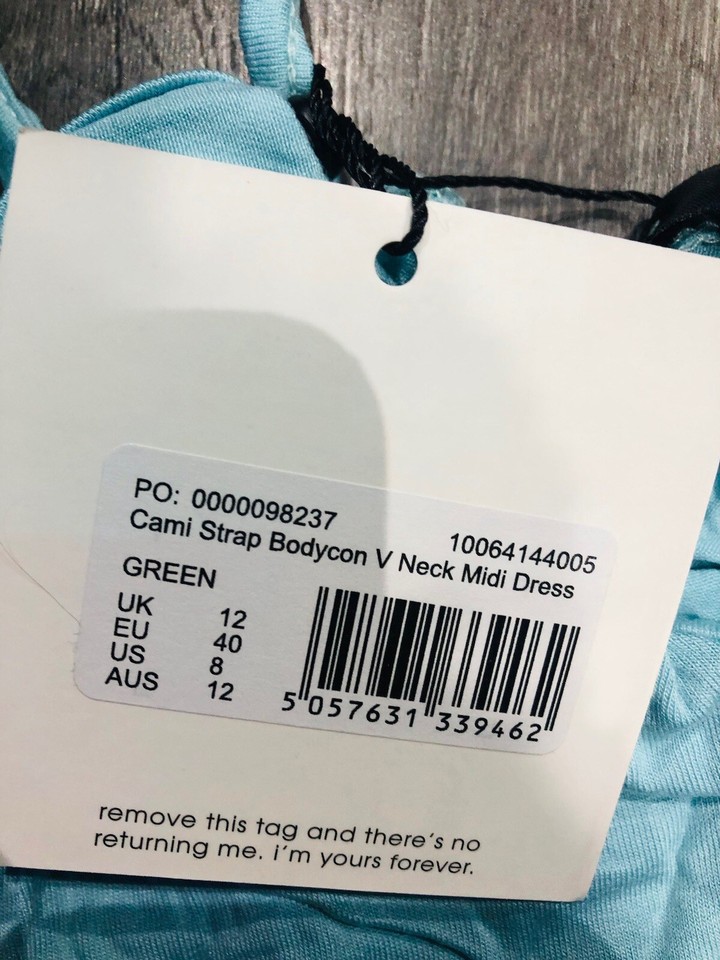 PO: 0000098237
10064144005
Cami Strap Bodycon V Neck Midi Dress
GREEN
UK 12
EU 40
US 8
AUS 12
5 057631 339462
remove this tag and there's no
returning me. i'm yours forever.